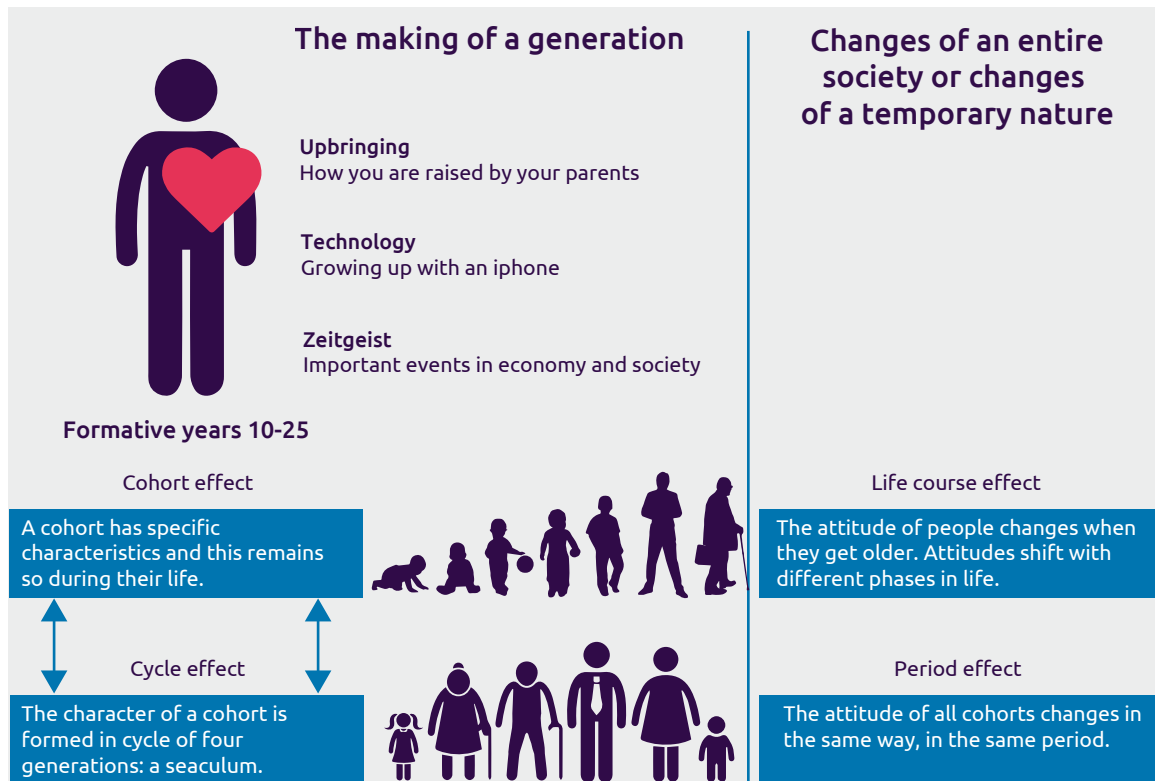 The making of a generation
Upbringing
How you are raised by your parents
Technology
Growing up with an iphone
Zeitgeist
Important events in economy and society
Formative years 10-25
Cohort effect
A cohort has specific
characteristics and this remains
so during their life.
Cycle effect
The character of a cohort is
formed in cycle of four
generations: a seaculum.
Changes of an entire
society or changes
of a temporary nature
Life course effect
The attitude of people changes when
they get older. Attitudes shift with
different phases in life.
Period effect
The attitude of all cohorts changes in
the same way, in the same period.